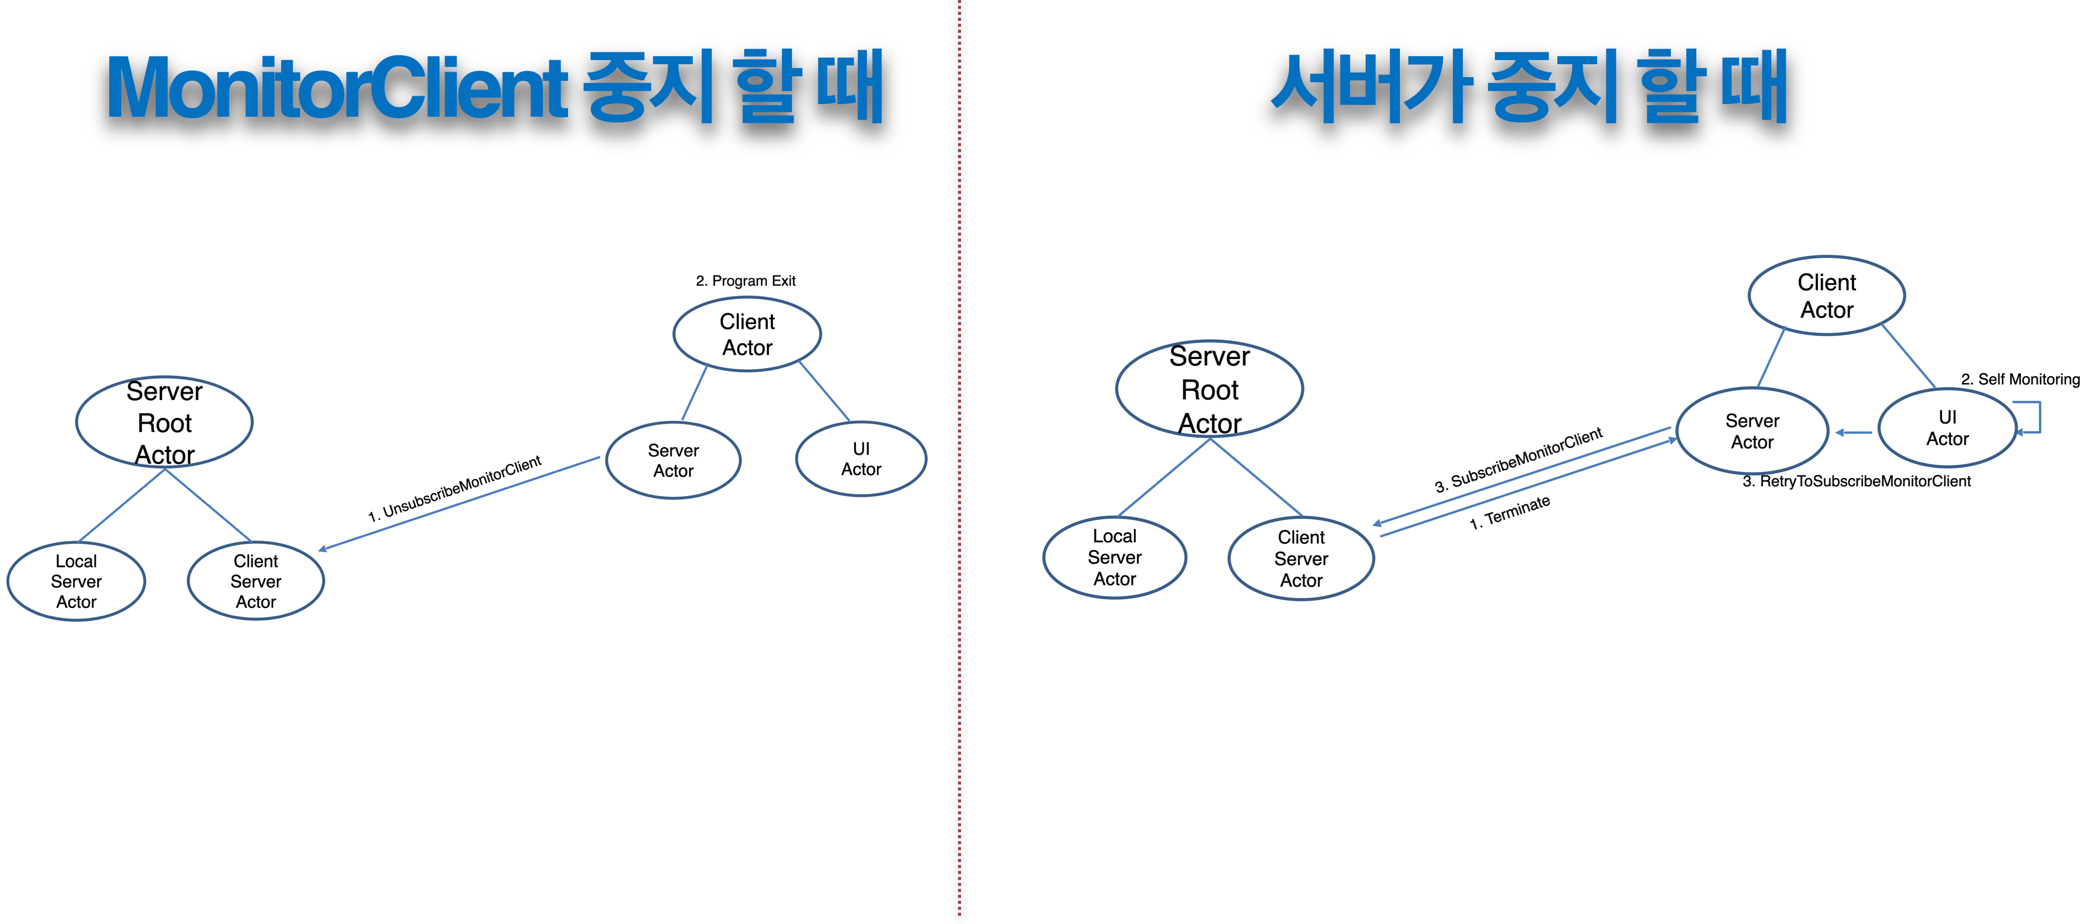 MonitorClient 중지 할 때
2. Program Exit
Client
Actor
Server
Root
Actor
Server
Actor
UI
Actor
1. UnsubscribeMonitorClient
Local
Server
Actor
Client
Server
Actor
서버가 중지 할 때
Client
Actor
Server
Root
Actor
2. Self Monitoring
Server
Actor
UI
Actor
3. RetryToSubscribeMonitorClient
3. SubscribeMonitorClient
1. Terminate
Local
Server
Actor
Client
Server
Actor